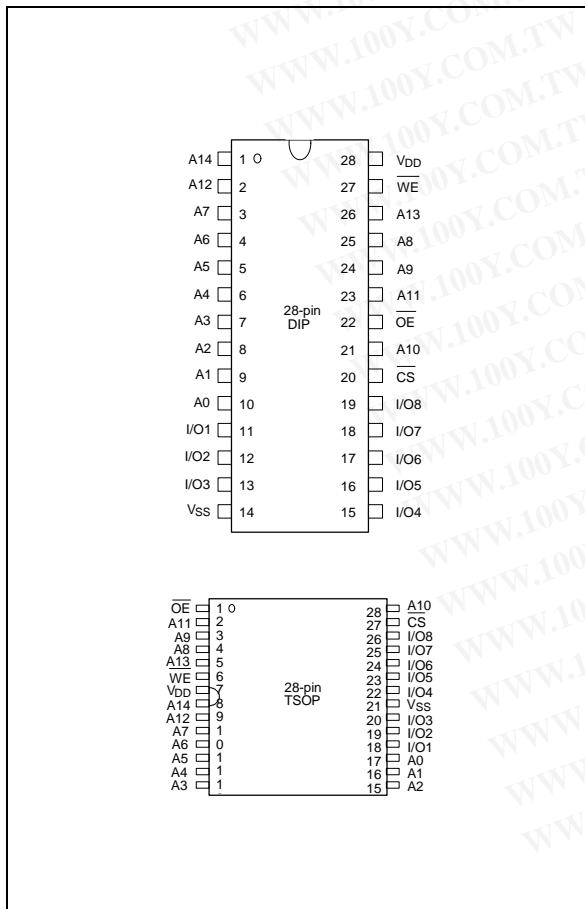 WWW.100Y.COM.TW
A14 1 28 VDD
A12 2 27 WE
A7 3 26 A13
A6 4 25 A8
A5 5 24 A9
A4 6 23 A11
28-pin
DIP
A3 7 22 OE
A2 8 21 A10
A1 9 20 CS
A0 10 19 I/O8
I/O1 11 18 I/O7
I/O2 12 17 I/O6
I/O3 13 16 I/O5
VSS 14 15 I/O4
OE 1 28 A10
A11 2 27 CS
A9 3 26 I/O8
A8 4 25 I/O7
A13 5 24 I/O6
WE 6 23 I/O5
VDD 7 22 I/O4
28-pin
TSOP
A14 8 21 VSS
A12 9 20 I/O3
A7 1 19 I/O2
A6 0 18 I/O1
A5 1 17 A0
A4 1 16 A1
A3 1 15 A2